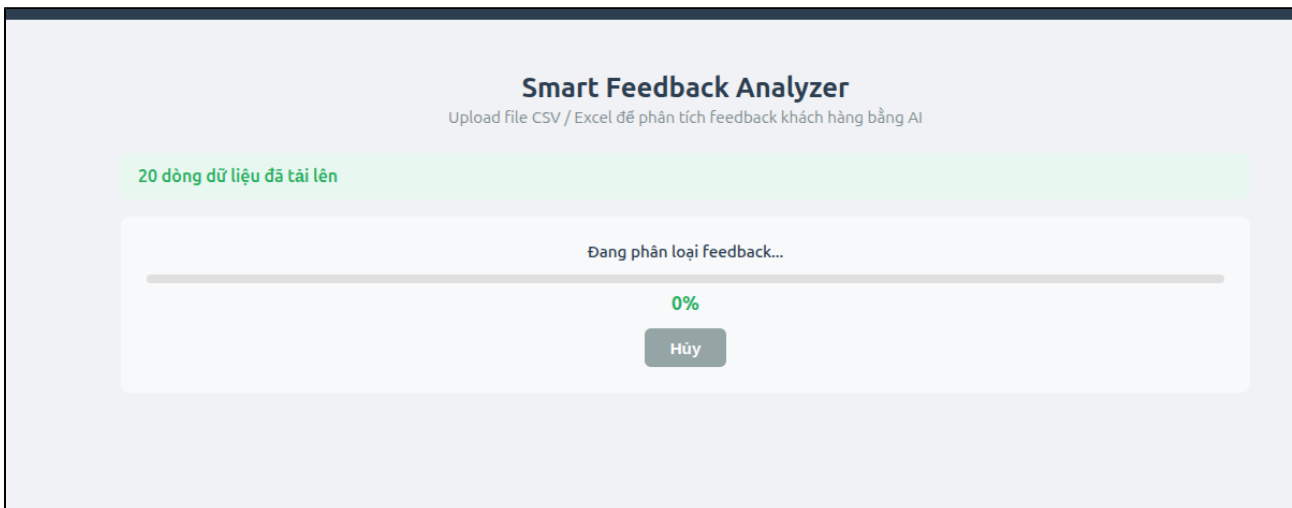 Smart Feedback Analyzer
Upload file CSV / Excel để phân tích feedback khách hàng bằng AI
20 dòng dữ liệu đã tải lên
Đang phân loại feedback...
0%
Hủy